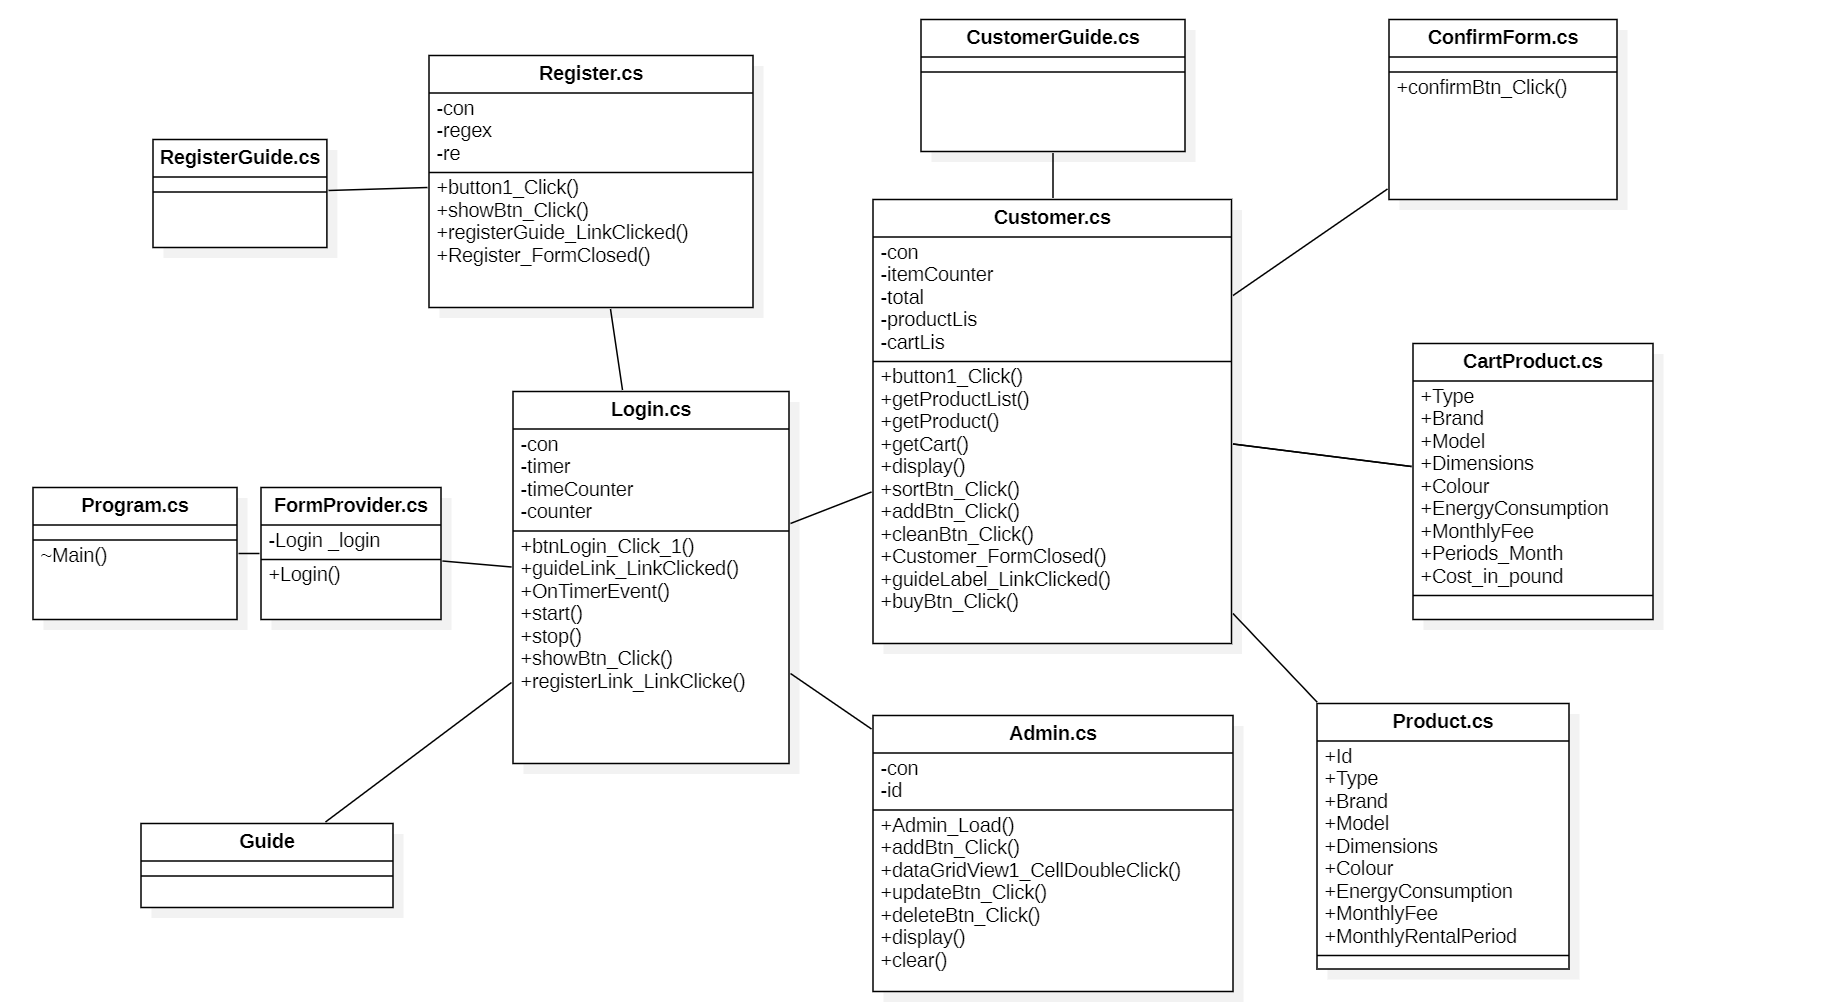 CustomerGuide.cs
ConfirmForm.cs
+confirmBtn_Click()
Register.cs
-con
-regex
-re
+button1_Click()
+showBtn_Click()
+registerGuide_LinkClicked()
+Register_FormClosed()
RegisterGuide.cs
Customer.cs
-con
-itemCounter
-total
-productLis
-cartLis
+button1_Click()
+getProductList()
+getProduct()
+getCart()
+display()
+sortBtn_Click()
+addBtn_Click()
+cleanBtn_Click()
+Customer_FormClosed()
+guideLabel_LinkClicked()
+buyBtn_Click()
CartProduct.cs
+Type
+Brand
+Model
+Dimensions
+Colour
+EnergyConsumption
+MonthlyFee
+Periods_Month
+Cost_in_pound
Login.cs
-con
-timer
-timeCounter
-counter
+btnLogin_Click_1()
+guideLink_LinkClicked()
+OnTimerEvent()
+start()
+stop()
+showBtn_Click()
+registerLink_LinkClicke()
Program.cs
~Main()
FormProvider.cs
-Login _login
+Login()
Guide
Admin.cs
-con
-id
+Admin_Load()
+addBtn_Click()
+dataGridView1_CellDoubleClick()
+updateBtn_Click()
+deleteBtn_Click()
+display()
+clear()
Product.cs
+Id
+Type
+Brand
+Model
+Dimensions
+Colour
+EnergyConsumption
+MonthlyFee
+MonthlyRentalPeriod